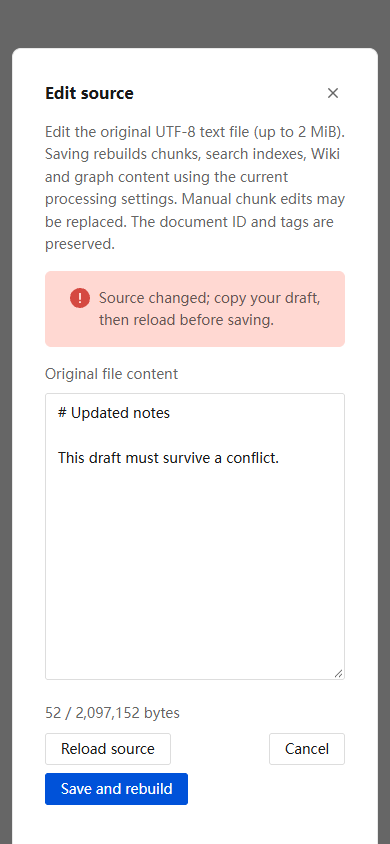 Edit source
Edit the original UTF-8 text file (up to 2 MiB).
Saving rebuilds chunks, search indexes, Wiki
and graph content using the current
processing settings. Manual chunk edits may
be replaced. The document ID and tags are
preserved.
Source changed; copy your draft,
then reload before saving.
Original file content
# Updated notes
This draft must survive a conflict.
52 / 2,097,152 bytes
Reload source
Cancel
Save and rebuild